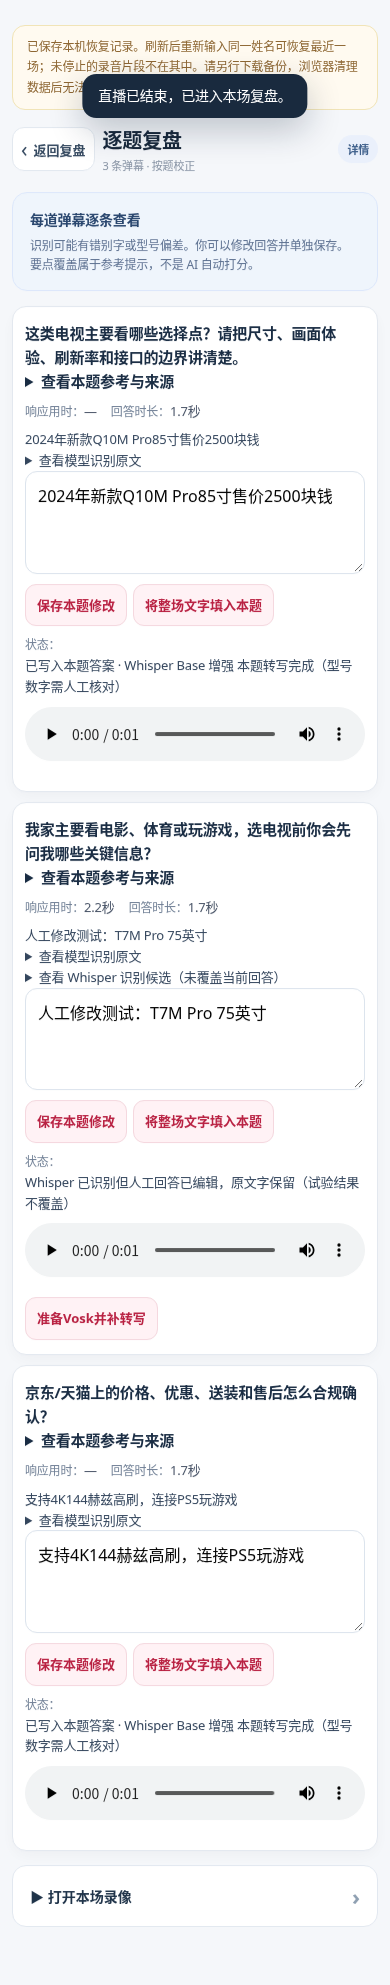 已保存本机恢复记录。刷新后重新输入同一姓名可恢复最近一
场；未停止的录音片段不在其中。请另行下载备份，浏览器清理
数据后无法
直播已结束，已进入本场复盘。
‹ 返回复盘
逐题复盘
3 条弹幕 · 按题校正
详情
每道弹幕逐条查看
识别可能有错别字或型号偏差。你可以修改回答并单独保存。
要点覆盖属于参考提示，不是 AI 自动打分。
这类电视主要看哪些选择点？请把尺寸、画面体
验、刷新率和接口的边界讲清楚。
▶ 查看本题参考与来源
响应用时：— 回答时长：1.7秒
2024年新款Q10M Pro85寸售价2500块钱
▶ 查看模型识别原文
2024年新款Q10M Pro85寸售价2500块钱
保存本题修改 将整场文字填入本题
状态：
已写入本题答案 · Whisper Base 增强 本题转写完成（型号
数字需人工核对）
0:00 / 0:01
我家主要看电影、体育或玩游戏，选电视前你会先
问我哪些关键信息？
▶ 查看本题参考与来源
响应用时：2.2秒 回答时长：1.7秒
人工修改测试：T7M Pro 75英寸
▶ 查看模型识别原文
▶ 查看 Whisper 识别候选（未覆盖当前回答）
人工修改测试：T7M Pro 75英寸
保存本题修改 将整场文字填入本题
状态：
Whisper 已识别但人工回答已编辑，原文字保留（试验结果
不覆盖）
0:00 / 0:01
准备Vosk并补转写
京东/天猫上的价格、优惠、送装和售后怎么合规确
认？
▶ 查看本题参考与来源
响应用时：— 回答时长：1.7秒
支持4K144赫兹高刷，连接PS5玩游戏
▶ 查看模型识别原文
支持4K144赫兹高刷，连接PS5玩游戏
保存本题修改 将整场文字填入本题
状态：
已写入本题答案 · Whisper Base 增强 本题转写完成（型号
数字需人工核对）
0:00 / 0:01
▶ 打开本场录像 ›